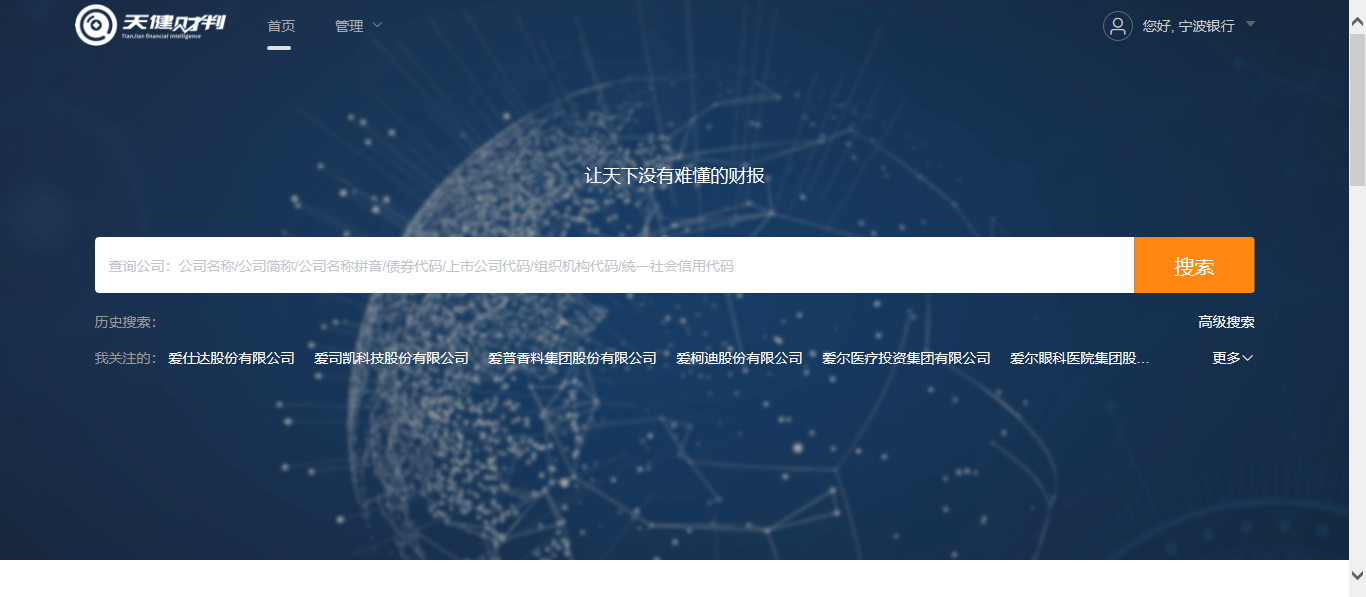 天健财判 首页 管理 您好, 宁波银行
TianJian financial intelligence
让天下没有难懂的财报
查询公司：公司名称/公司简称/公司名称拼音/债券代码/上市公司代码/组织机构代码/统一社会信用代码 搜索
历史搜索： 高级搜索
我关注的： 爱仕达股份有限公司 爱司凯科技股份有限公司 爱普香料集团股份有限公司 爱柯迪股份有限公司 爱尔医疗投资集团有限公司 爱尔眼科医院集团股... 更多